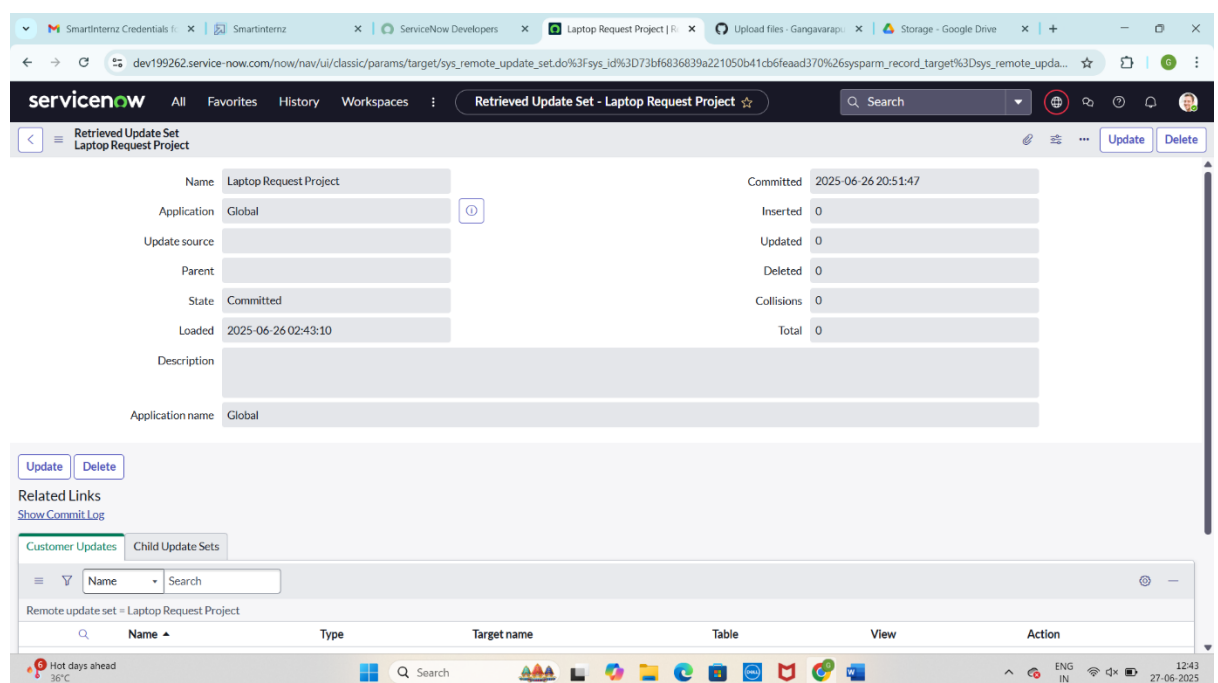 SmartInternz Credentials fo
Smartinternz
ServiceNow Developers
Laptop Request Project | R
Upload files · Gangavarapu
Storage - Google Drive
dev199262.service-now.com/now/nav/ui/classic/params/target/sys_remote_update_set.do%3Fsys_id%3D73bf6836839a221050b41cb6feaad370%26sysparm_record_target%3Dsys_remote_upda...
G
servicenow All Favorites History Workspaces
Retrieved Update Set - Laptop Request Project
Search
Retrieved Update Set
Laptop Request Project
Update Delete
Name Laptop Request Project Committed 2025-06-26 20:51:47
Application Global Inserted 0
Update source Updated 0
Parent Deleted 0
State Committed Collisions 0
Loaded 2025-06-26 02:43:10 Total 0
Description
Application name Global
Update Delete
Related Links
Show Commit Log
Customer Updates Child Update Sets
Name Search
Remote update set = Laptop Request Project
Name Type Target name Table View Action
6
Hot days ahead
36°C
Search
ENG
IN
12:43
27-06-2025